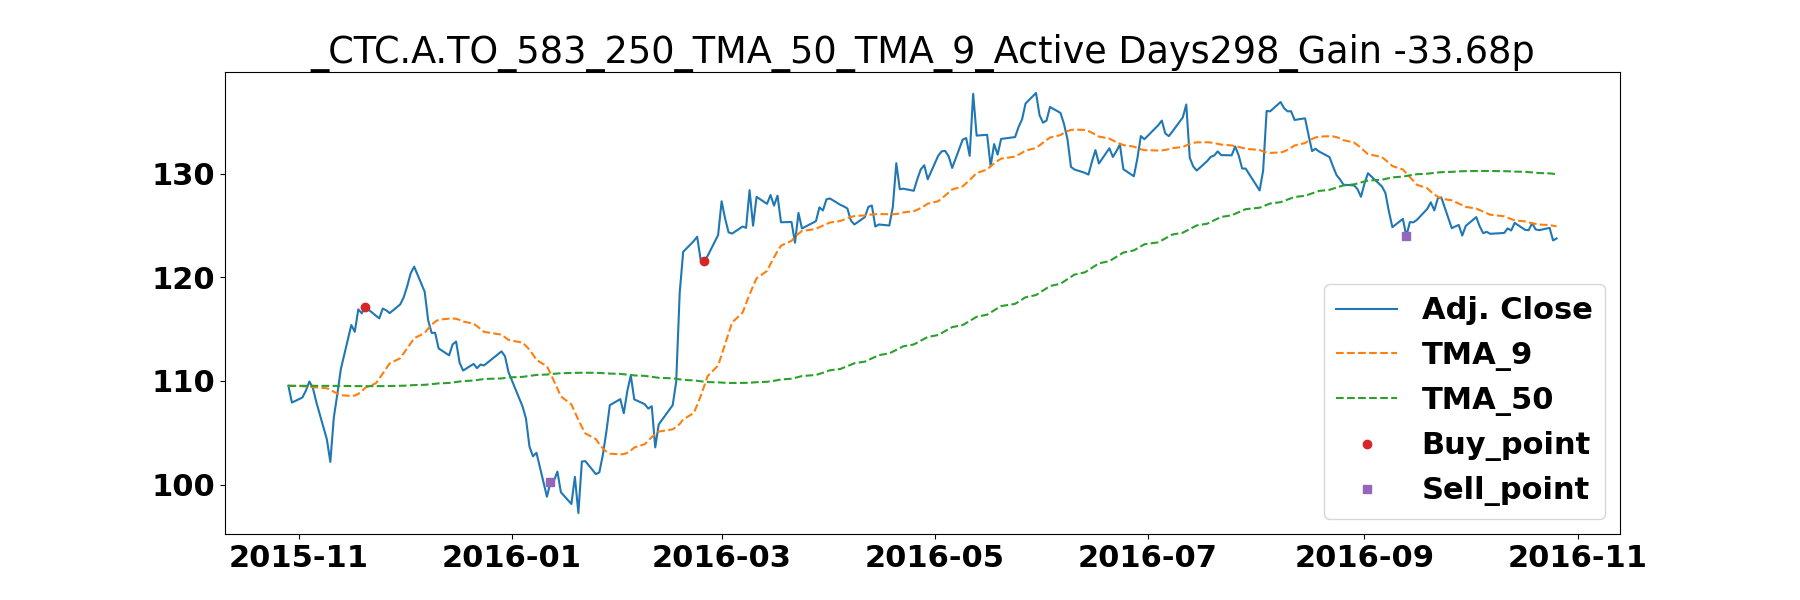 _CTC.A.TO_583_250_TMA_50_TMA_9_Active Days298_Gain -33.68p
130
120
110
100
Adj. Close
TMA_9
TMA_50
Buy_point
Sell_point
2015-11 2016-01 2016-03 2016-05 2016-07 2016-09 2016-11